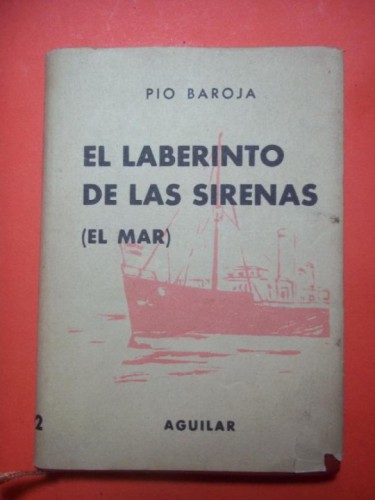 PIO BAROJA
EL LABERINTO
DE LAS SIRENAS
(EL MAR)
2
AGUILAR